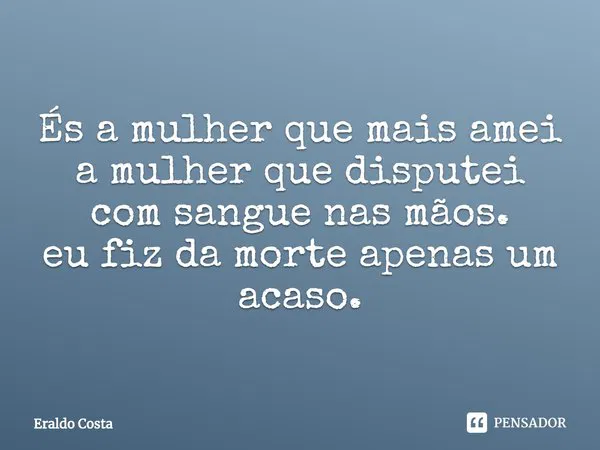 És a mulher que mais amei
a mulher que disputei
com sangue nas mãos.
eu fiz da morte apenas um
acaso.
Eraldo Costa
PENSADOR